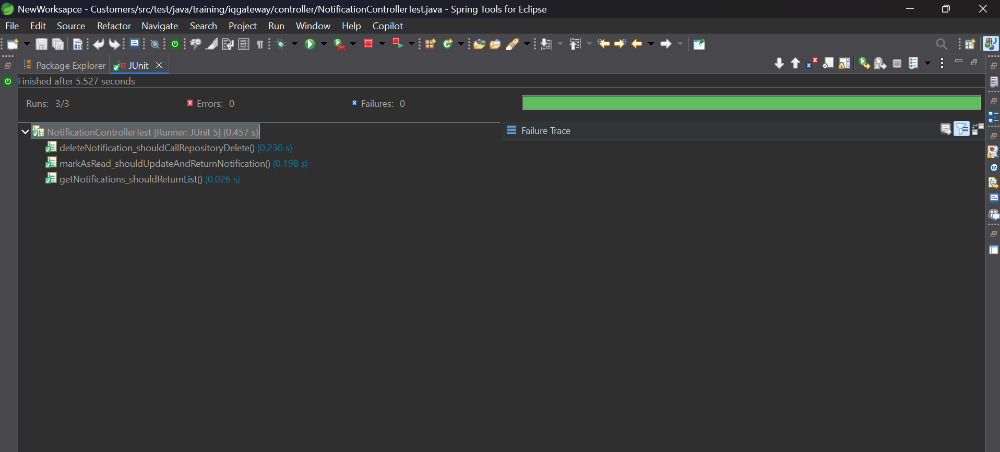 NewWorksapce - Customers/src/test/java/training/iqgateway/controller/NotificationControllerTest.java - Spring Tools for Eclipse
File Edit Source Refactor Navigate Search Project Run Window Help Copilot
Package Explorer JUnit
Finished after 5.527 seconds
Runs: 3/3 Errors: 0 Failures: 0
NotificationControllerTest [Runner: JUnit 5] (0.457 s)
Failure Trace
deleteNotification_shouldCallRepositoryDelete() (0.230 s)
markAsRead_shouldUpdateAndReturnNotification() (0.198 s)
getNotifications_shouldReturnList() (0.026 s)